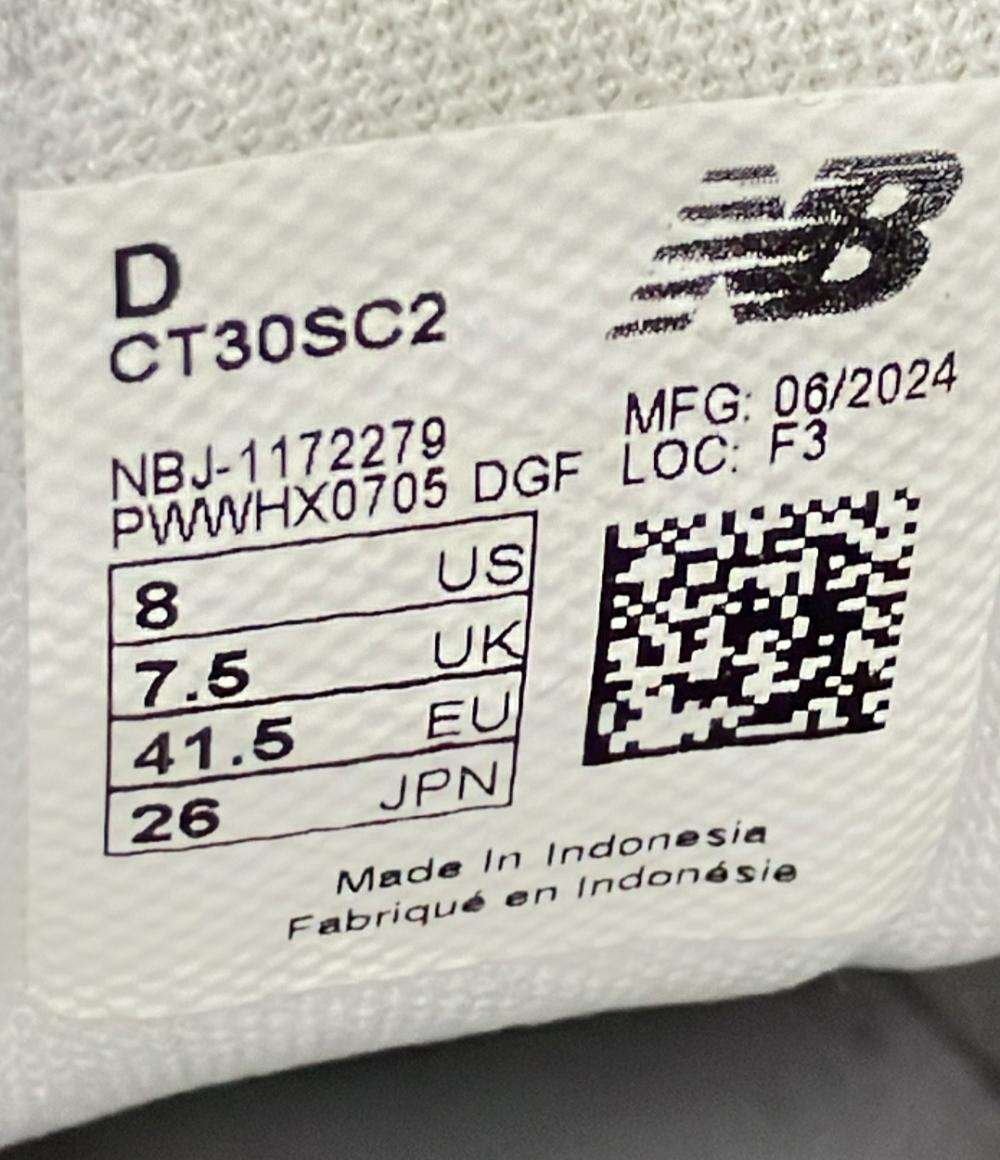 D
CT30SC2
NB
MFG: 06/2024
LOC: F3
NBJ-1172279
PWWHX0705 DGF
8 US
7.5 UK
41.5 EU
26 JPN
Made In Indonesia
Fabriqué en Indonésie